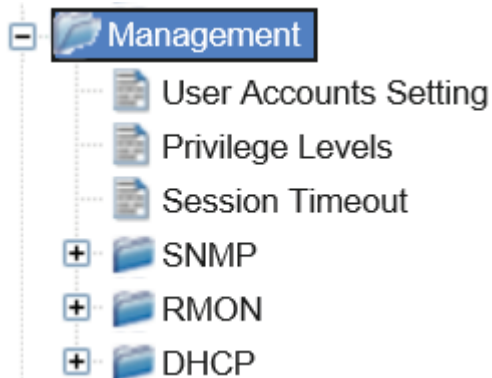 Management
User Accounts Setting
Privilege Levels
Session Timeout
SNMP
RMON
DHCP